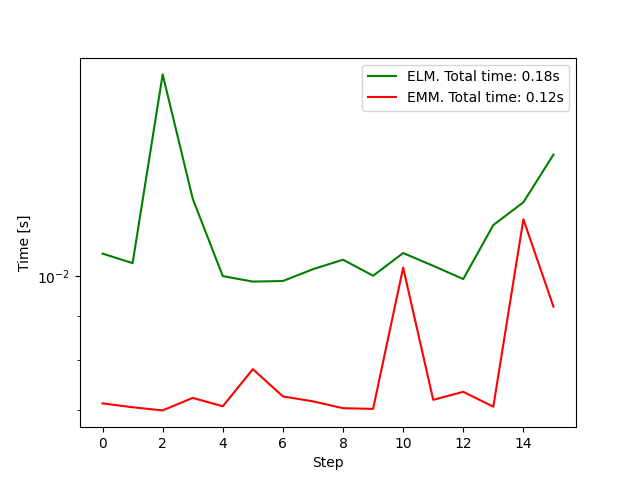 ELM. Total time: 0.18s
EMM. Total time: 0.12s
Time [s]
10⁻²
0 2 4 6 8 10 12 14
Step